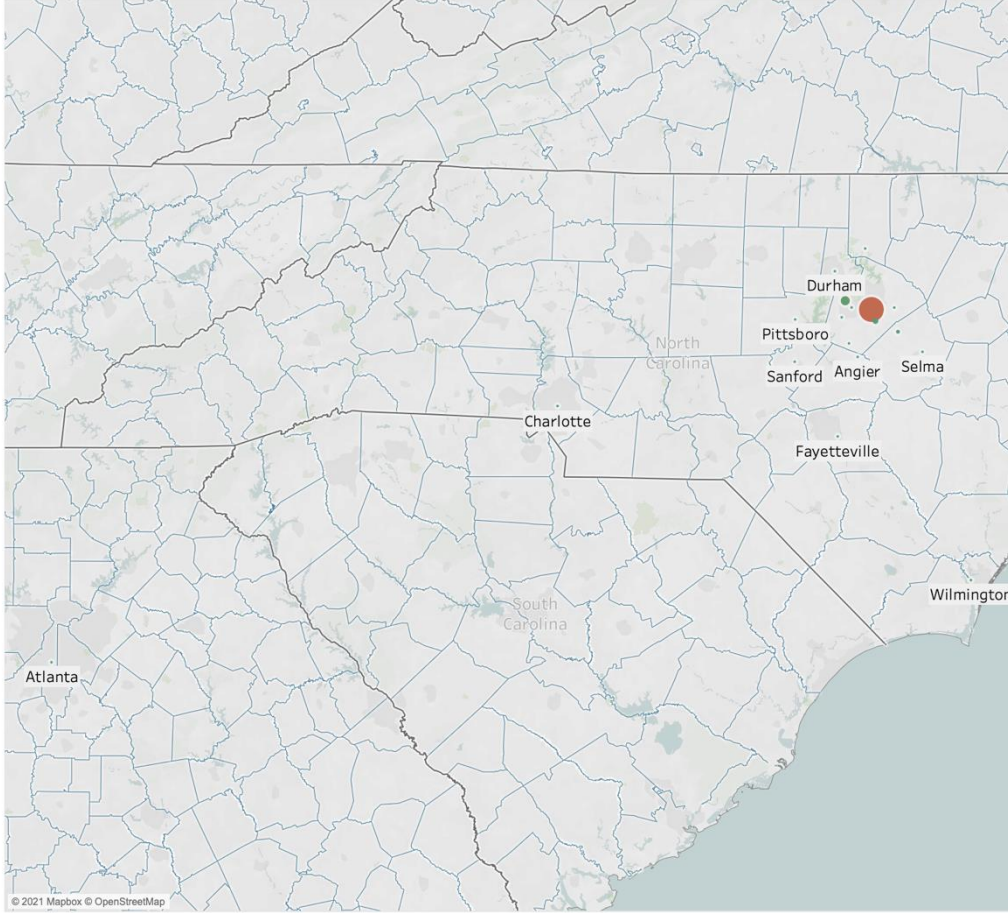 Durham
Pittsboro
North
Carolina
Sanford
Angier
Selma
Charlotte
Fayetteville
South
Carolina
Wilmington
Atlanta
© 2021 Mapbox © OpenStreetMap